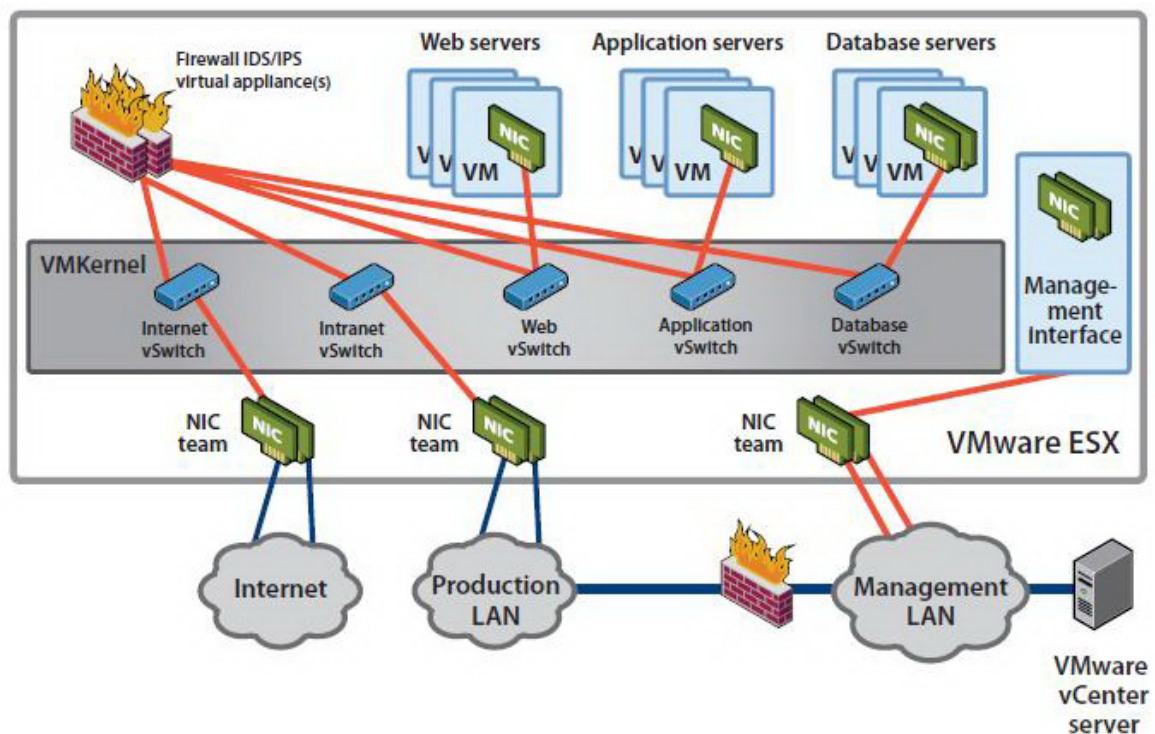 Firewall IDS/IPS
virtual appliance(s)
Web servers
Application servers
Database servers
NIC
V
V
VM
NIC
V
V
VM
NIC
V
V
VM
NIC
Manage-
ment
interface
VMKernel
Internet
vSwitch
Intranet
vSwitch
Web
vSwitch
Application
vSwitch
Database
vSwitch
NIC
team
NIC
NIC
team
NIC
NIC
team
NIC
VMware ESX
Internet
Production
LAN
Management
LAN
VMware
vCenter
server